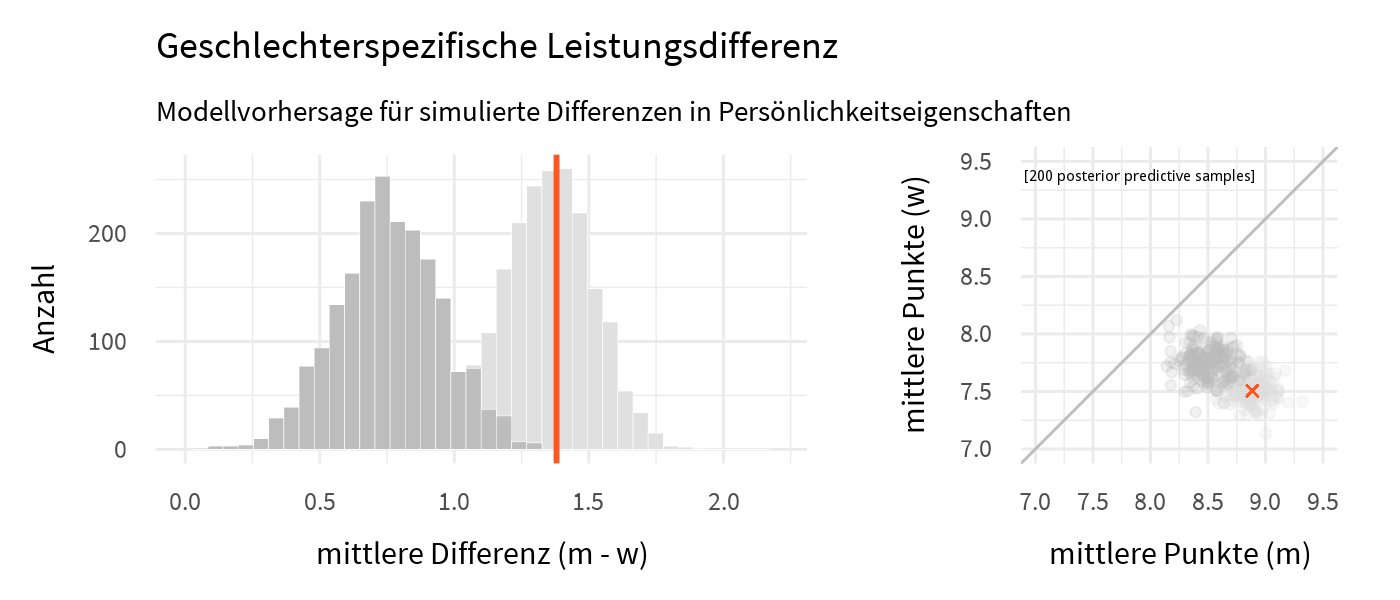 Geschlechterspezifische Leistungsdifferenz
Modellvorhersage für simulierte Differenzen in Persönlichkeitseigenschaften
Anzahl
200
100
0
0.0 0.5 1.0 1.5 2.0
mittlere Differenz (m - w)
mittlere Punkte (w)
9.5
[200 posterior predictive samples]
9.0
8.5
8.0
7.5
7.0
7.0 7.5 8.0 8.5 9.0 9.5
mittlere Punkte (m)